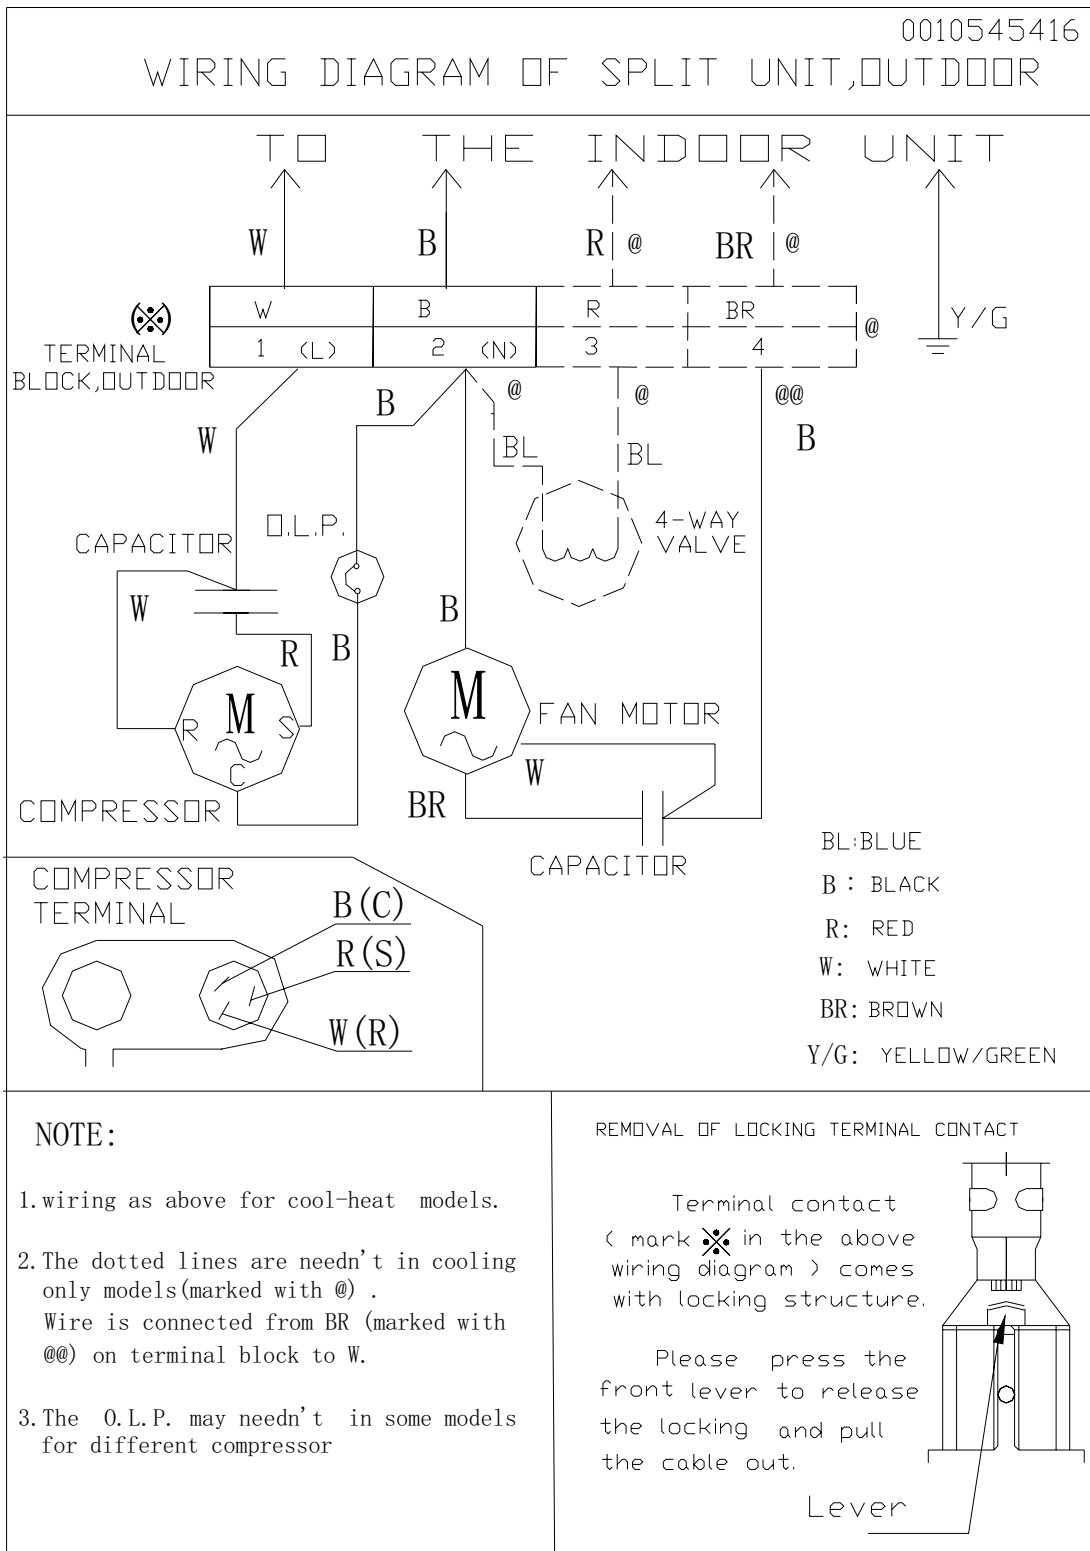 0010545416
WIRING DIAGRAM OF SPLIT UNIT,OUTDOOR
TO THE INDOOR UNIT
W B R @ BR @
W B R BR
Y/G
@
1 (L) 2 (N) 3 4
TERMINAL
BLOCK,OUTDOOR
@ @ @@
B
W B
BL BL
O.L.P.
4-WAY
VALVE
CAPACITOR
W B
R B
M M
R S
C
FAN MOTOR
W
BR
COMPRESSOR
CAPACITOR
BL:BLUE
B : BLACK
R: RED
W: WHITE
BR: BROWN
Y/G: YELLOW/GREEN
COMPRESSOR
TERMINAL
B(C)
R(S)
W(R)
NOTE:
1.wiring as above for cool-heat models.
2.The dotted lines are needn't in cooling
only models(marked with @) .
Wire is connected from BR (marked with
@@) on terminal block to W.
3.The O.L.P. may needn't in some models
for different compressor
REMOVAL OF LOCKING TERMINAL CONTACT
Terminal contact
( mark ※ in the above
wiring diagram ) comes
with locking structure.
Please press the
front lever to release
the locking and pull
the cable out.
Lever